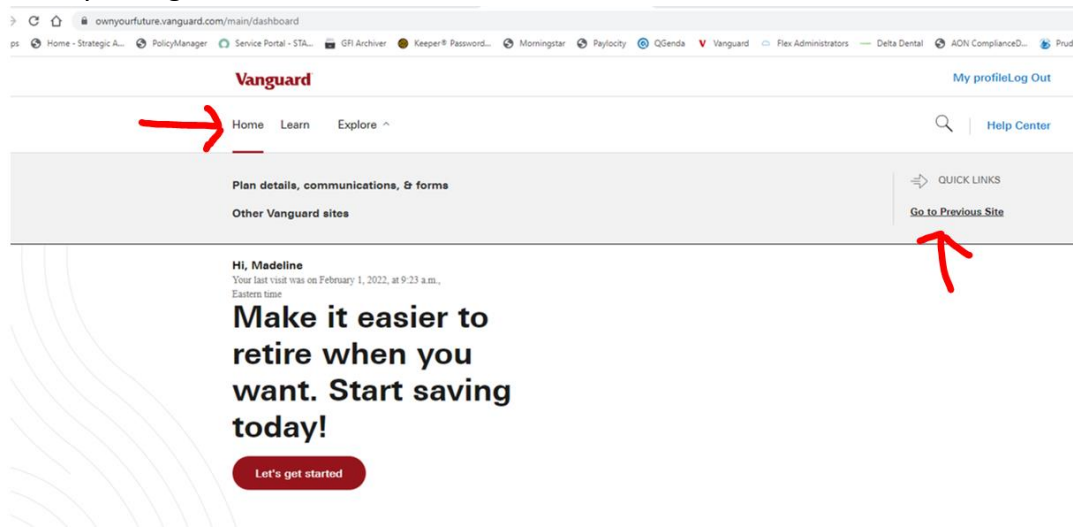 ownyourfuture.vanguard.com/main/dashboard
ps Home - Strategic A... PolicyManager Service Portal - STA... GFI Archiver Keeper® Password... Morningstar Paylocity QGenda Vanguard Flex Administrators Delta Dental AON ComplianceD... Prud
Vanguard My profileLog Out
Home Learn Explore Help Center
Plan details, communications, & forms QUICK LINKS
Other Vanguard sites Go to Previous Site
Hi, Madeline
Your last visit was on February 1, 2022, at 9:23 a.m.,
Eastern time
Make it easier to
retire when you
want. Start saving
today!
Let's get started